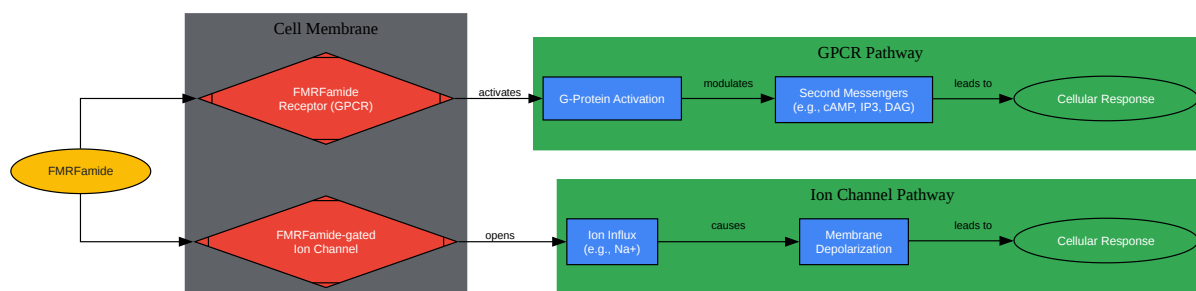 Cell Membrane
FMRFamide
Receptor (GPCR)
activates
GPCR Pathway
G-Protein Activation
modulates
Second Messengers
(e.g., cAMP, IP3, DAG)
leads to
Cellular Response
FMRFamide
FMRFamide-gated
Ion Channel
opens
Ion Channel Pathway
Ion Influx
(e.g., Na+)
causes
Membrane
Depolarization
leads to
Cellular Response